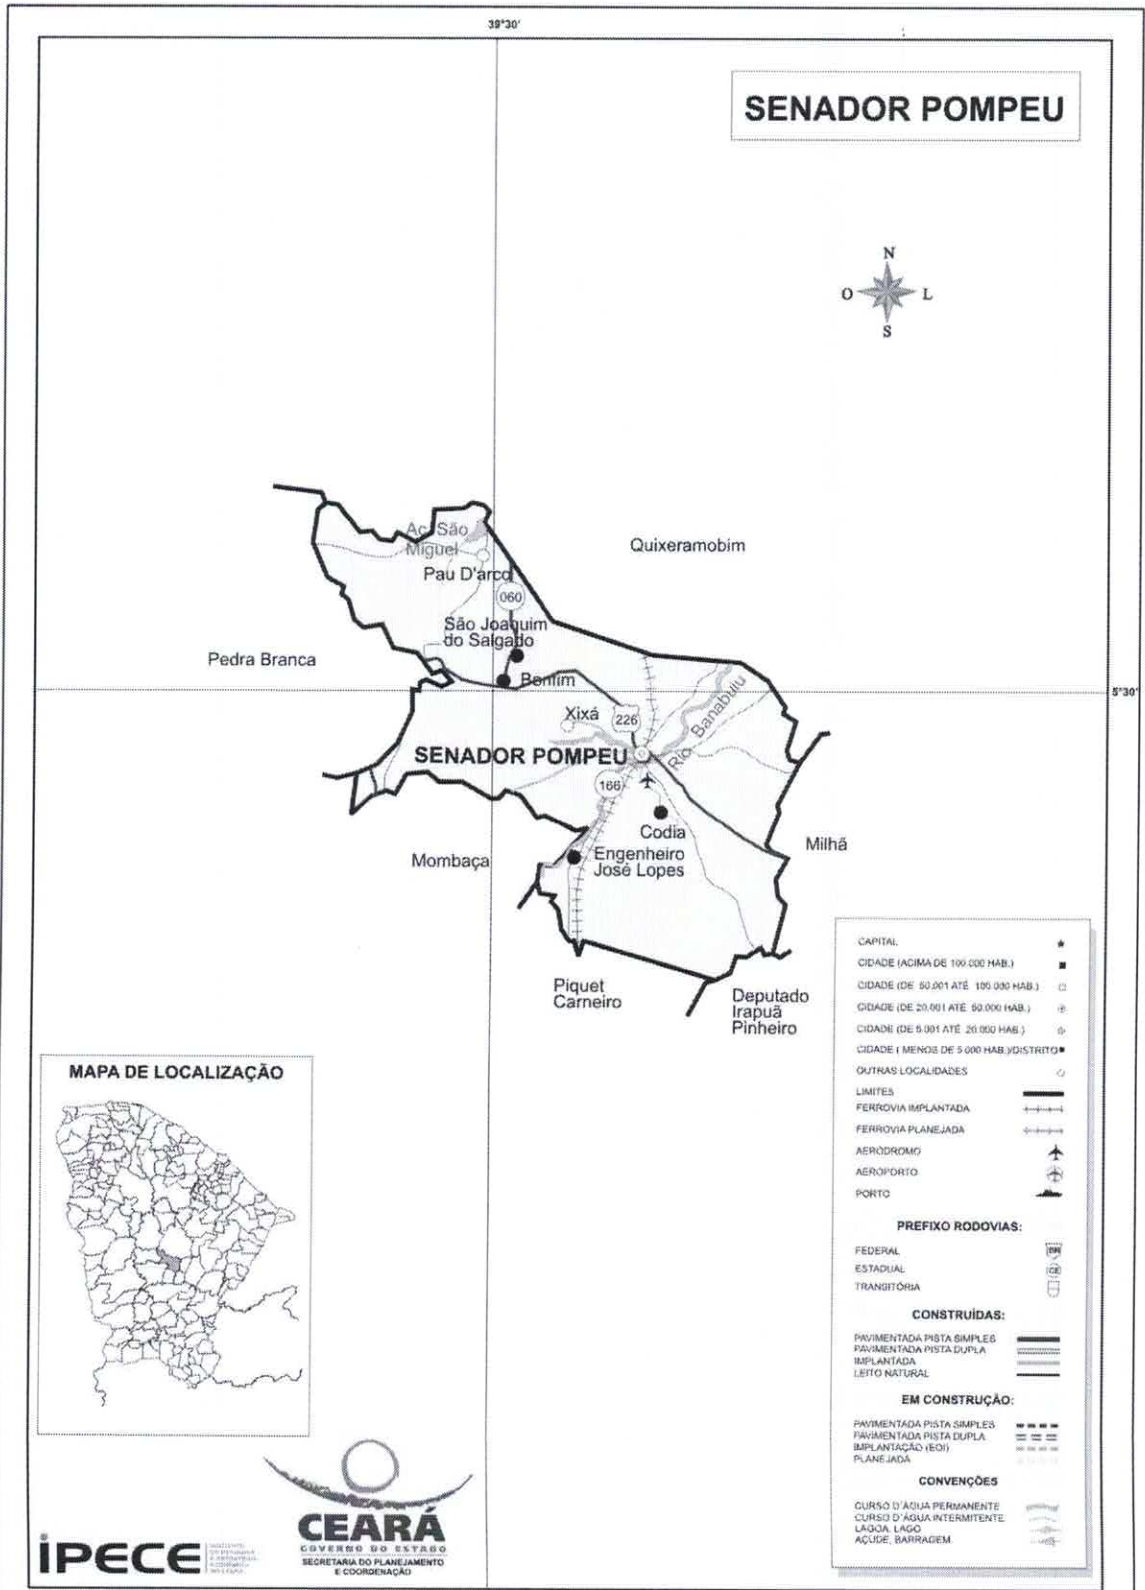 39°30'
SENADOR POMPEU
N
O L
S
Quixeramobim
Aç. São
Miguel
Pau D'arco
060
São Joaquim
do Salgado
Pedra Branca
Bonfim
5°30'
Xixá
226
Rio Banabuiu
SENADOR POMPEU
166
Codia
Milhã
Mombaça
Engenheiro
José Lopes
Piquet
Carneiro
Deputado
Irapuã
Pinheiro
CAPITAL
CIDADE (ACIMA DE 100.000 HAB.)
CIDADE (DE 50.001 ATÉ 100.000 HAB.)
CIDADE (DE 20.001 ATÉ 50.000 HAB.)
CIDADE (DE 5.001 ATÉ 20.000 HAB.)
CIDADE ( MENOS DE 5.000 HAB.)/DISTRITO
OUTRAS LOCALIDADES
LIMITES
FERROVIA IMPLANTADA
FERROVIA PLANEJADA
AERÓDROMO
AEROPORTO
PORTO
PREFIXO RODOVIAS:
FEDERAL BR
ESTADUAL CE
TRANSITÓRIA
CONSTRUÍDAS:
PAVIMENTADA PISTA SIMPLES
PAVIMENTADA PISTA DUPLA
IMPLANTADA
LEITO NATURAL
EM CONSTRUÇÃO:
PAVIMENTADA PISTA SIMPLES
PAVIMENTADA PISTA DUPLA
IMPLANTAÇÃO (EOI)
PLANEJADA
CONVENÇÕES
CURSO D'ÁGUA PERMANENTE
CURSO D'ÁGUA INTERMITENTE
LAGOA, LAGO
AÇUDE, BARRAGEM
MAPA DE LOCALIZAÇÃO
CEARÁ
GOVERNO DO ESTADO
SECRETARIA DO PLANEJAMENTO
E COORDENAÇÃO
iPECE